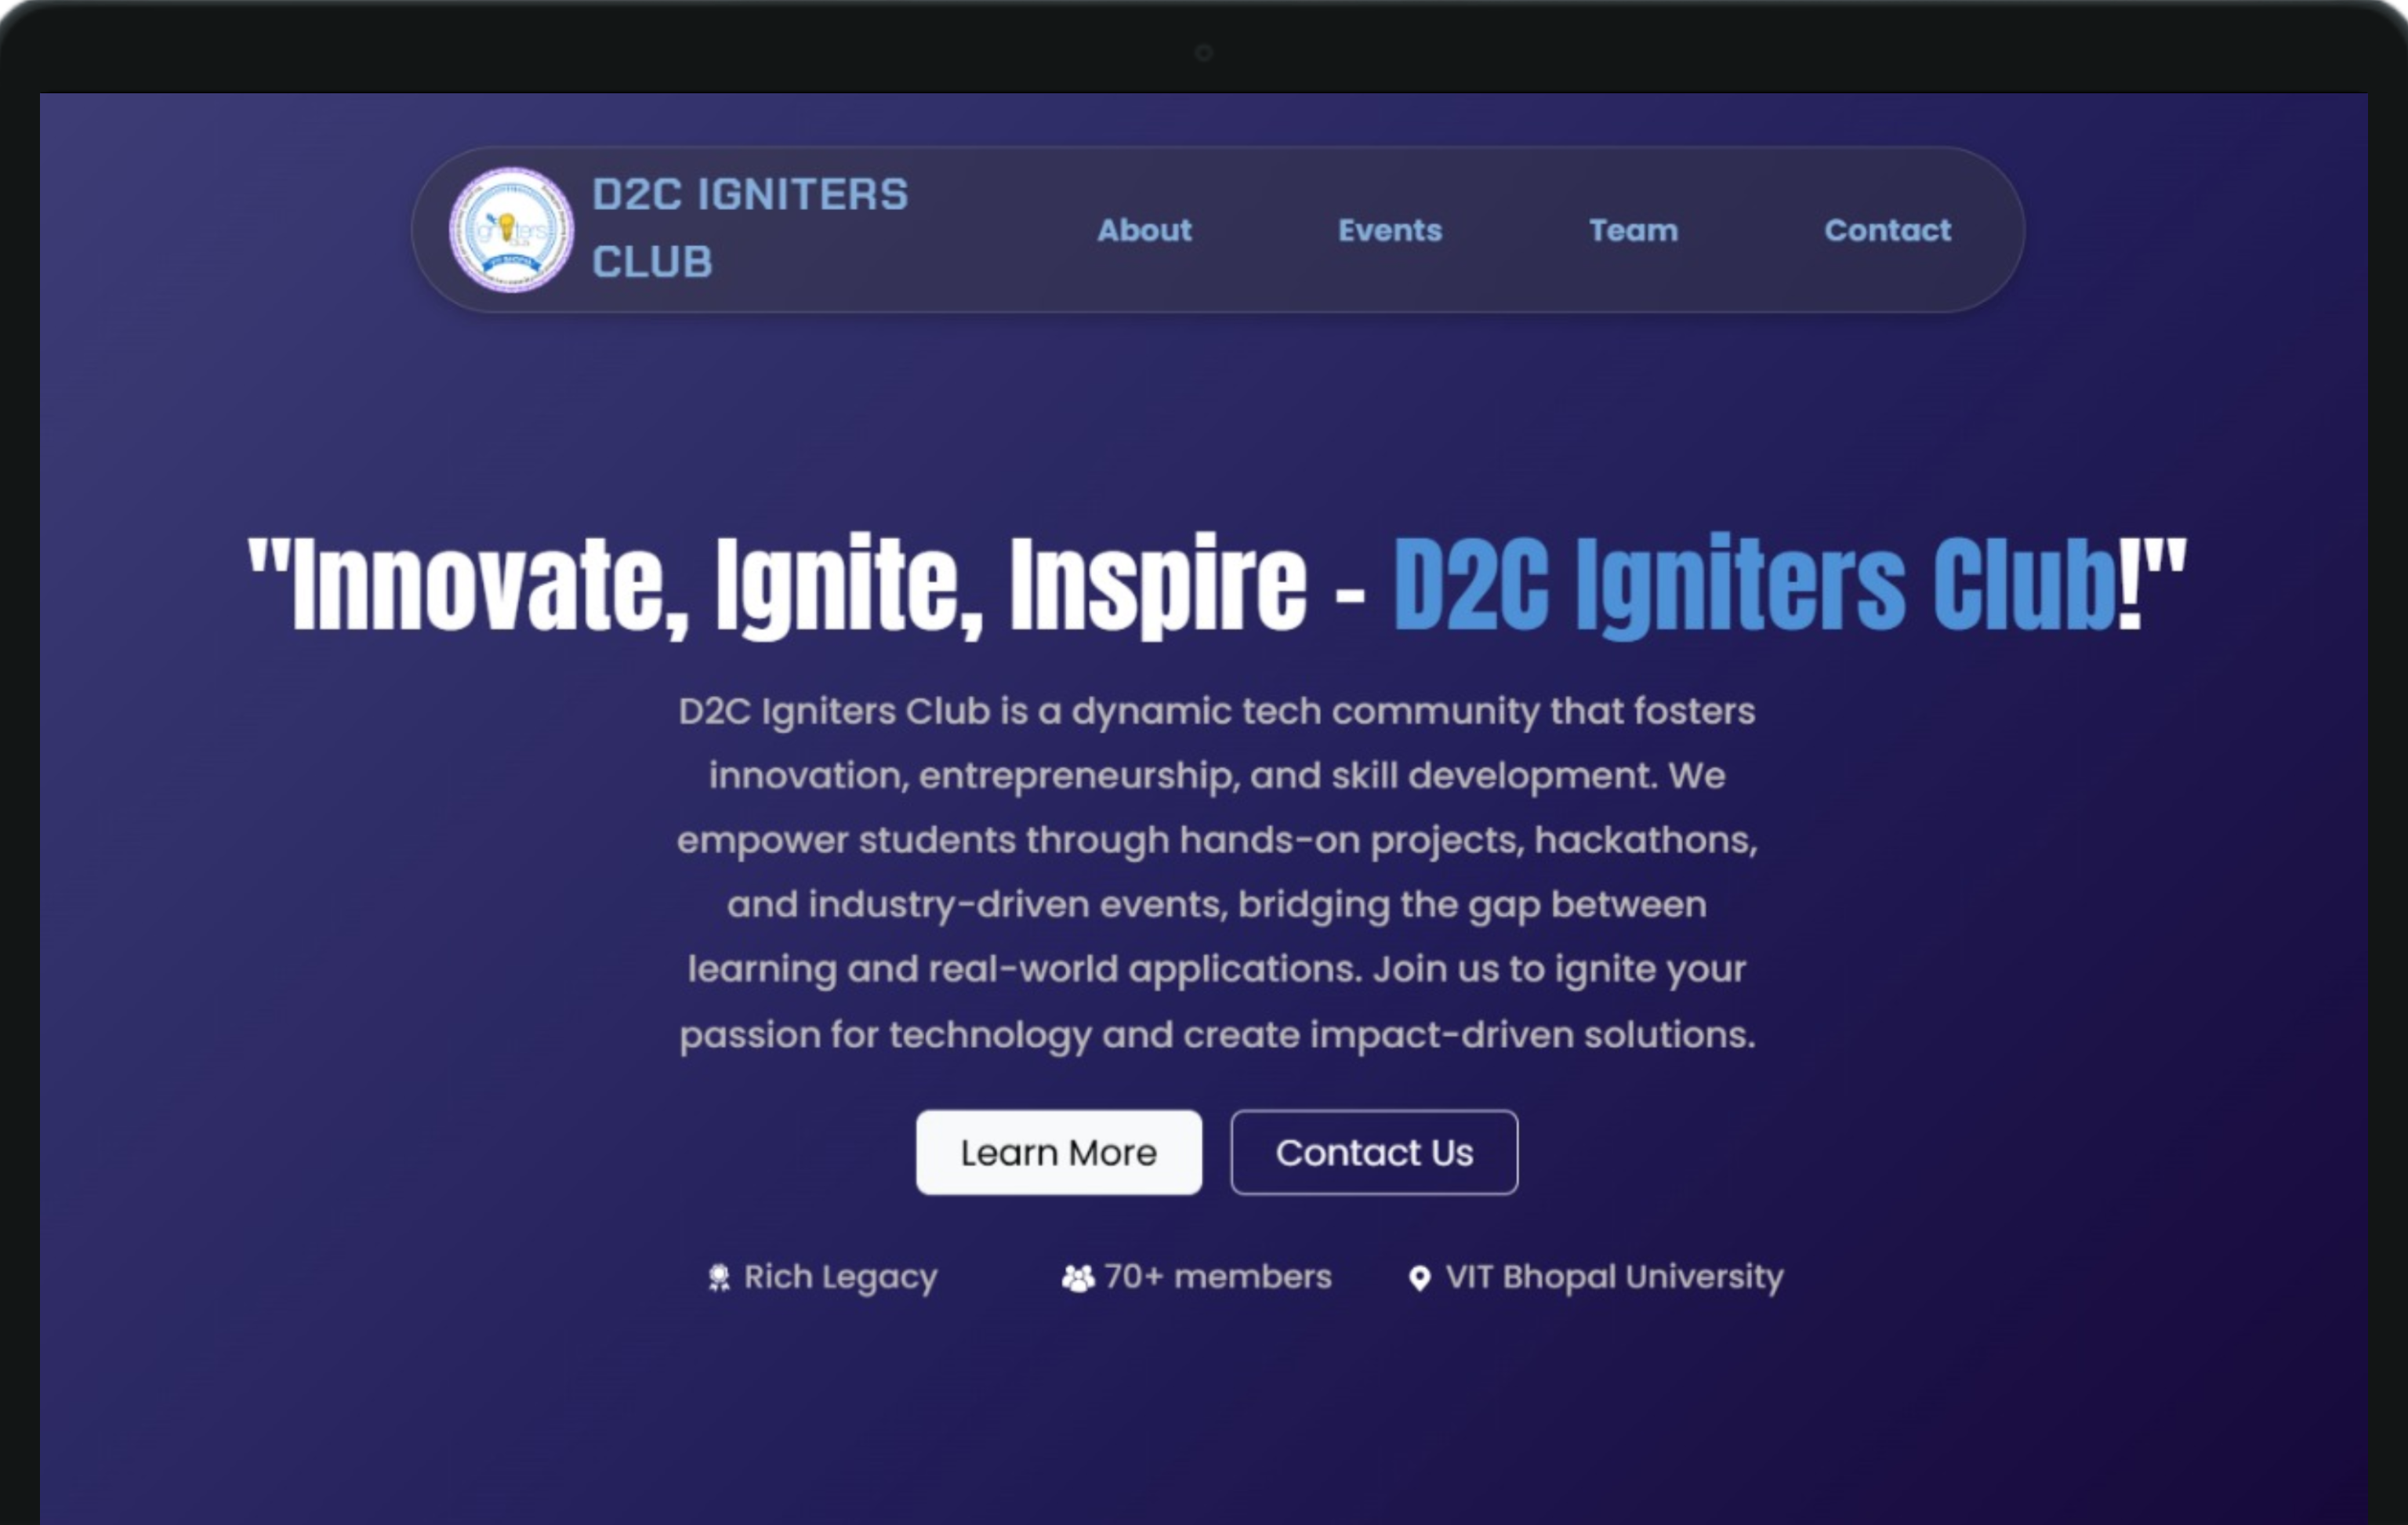 D2C IGNITERS
CLUB
About
Events
Team
Contact
"Innovate, Ignite, Inspire - D2C Igniters Club!"
D2C Igniters Club is a dynamic tech community that fosters
innovation, entrepreneurship, and skill development. We
empower students through hands-on projects, hackathons,
and industry-driven events, bridging the gap between
learning and real-world applications. Join us to ignite your
passion for technology and create impact-driven solutions.
Learn More
Contact Us
Rich Legacy
70+ members
VIT Bhopal University